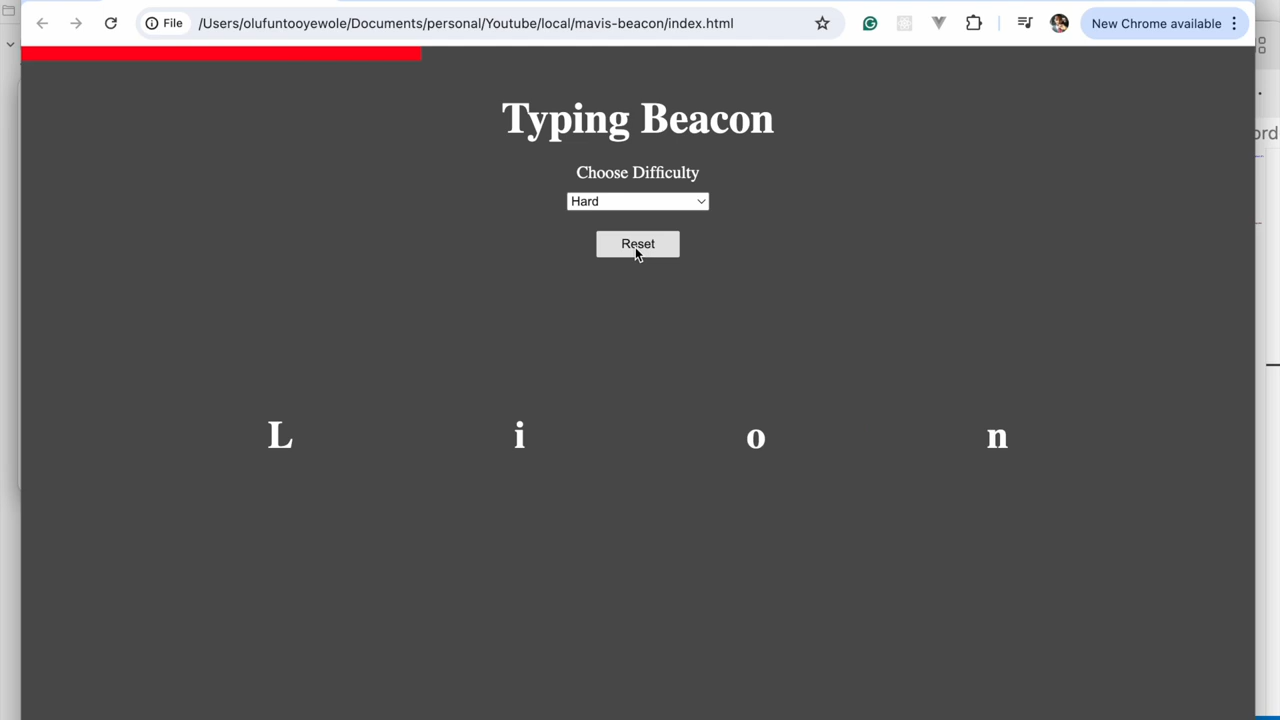 File
/Users/olufuntooyewole/Documents/personal/Youtube/local/mavis-beacon/index.html
New Chrome available
ord
Typing Beacon
Choose Difficulty
Hard
Reset
L i o n